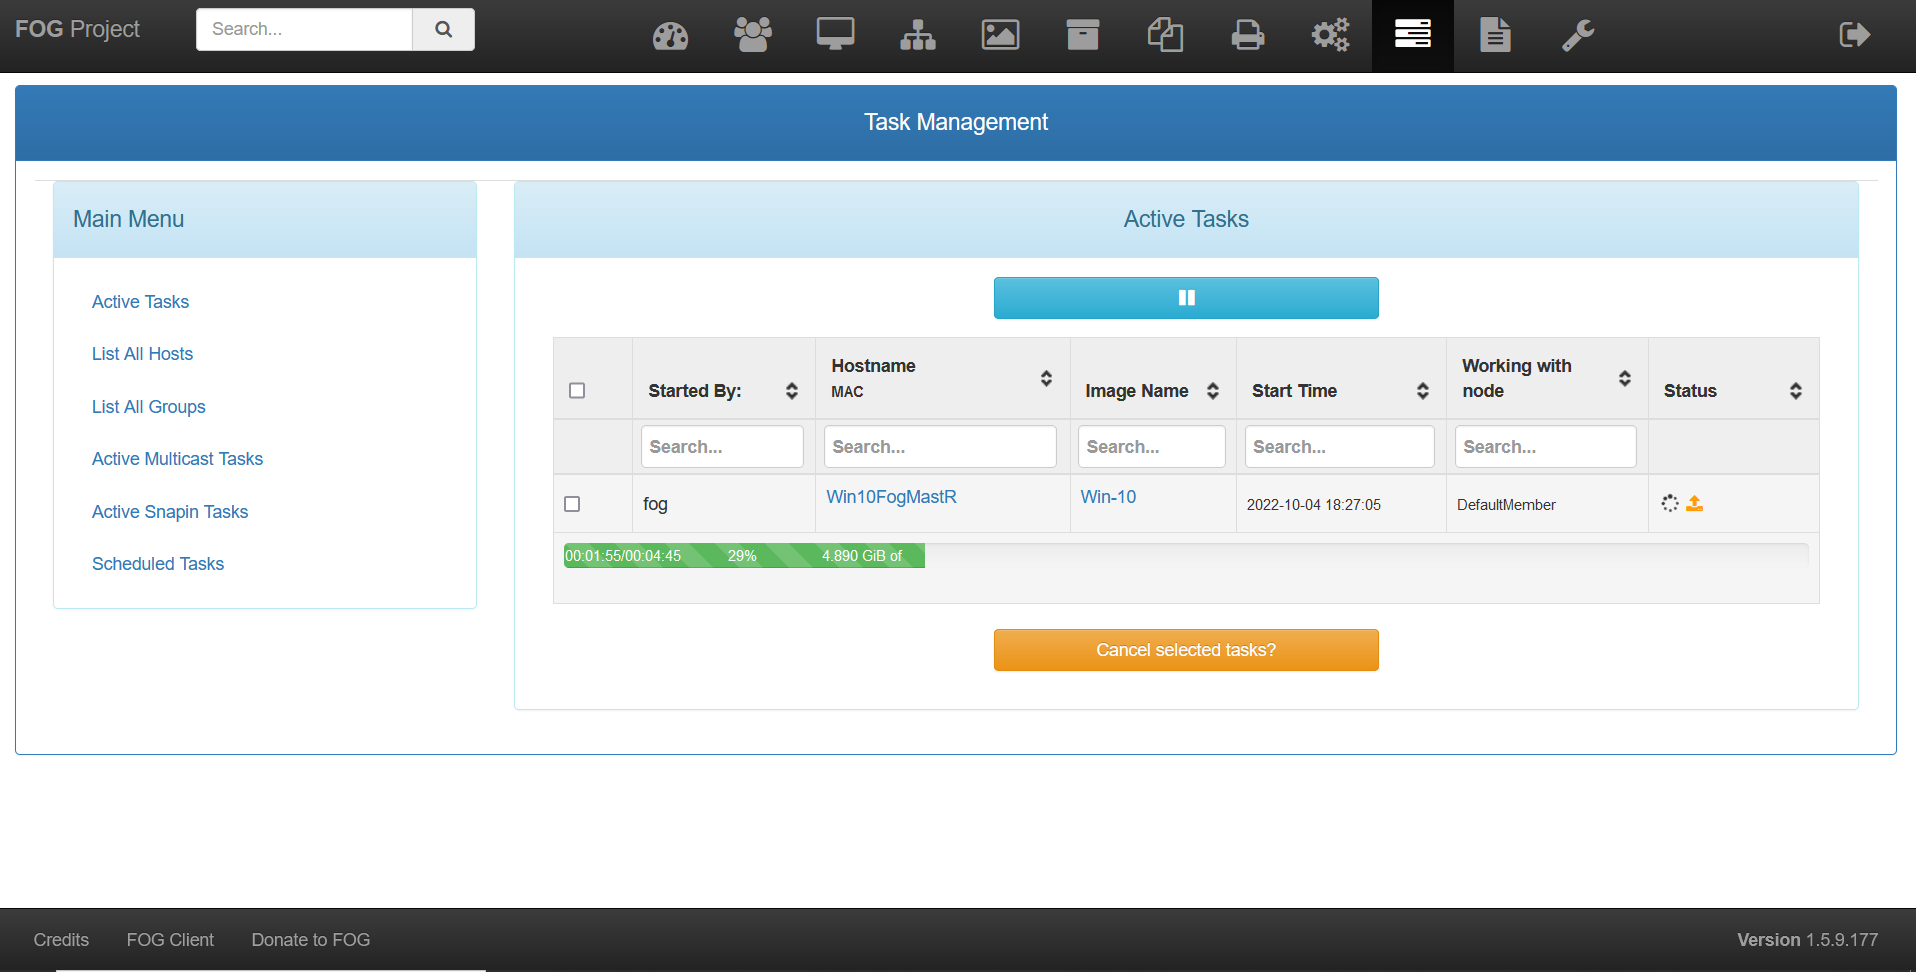 FOG Project
Search...
Task Management
Main Menu
Active Tasks
List All Hosts
List All Groups
Active Multicast Tasks
Active Snapin Tasks
Scheduled Tasks
Active Tasks
Started By:
Hostname
MAC
Image Name
Start Time
Working with
node
Status
Search...
Search...
Search...
Search...
Search...
fog
Win10FogMastR
Win-10
2022-10-04 18:27:05
DefaultMember
00:01:55/00:04:45 29% 4.890 GiB of
Cancel selected tasks?
Credits
FOG Client
Donate to FOG
Version 1.5.9.177